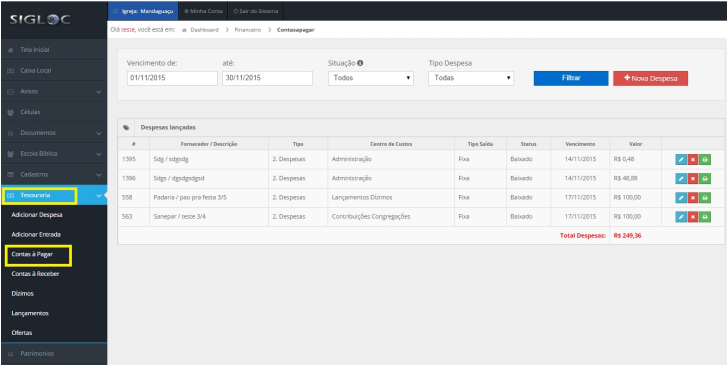 SIGLOC
Igreja: Mandaguaçu Minha Conta Sair do Sistema
Olá teste, você está em: Dashboard > Financeiro > Contasapagar
Tela Inicial
Caixa Local
Avisos
Células
Documentos
Escola Bíblica
Cadastros
Tesouraria
Adicionar Despesa
Adicionar Entrada
Contas à Pagar
Contas à Receber
Dízimos
Lançamentos
Ofertas
Patrimonios
Vencimento de: até: Situação Tipo Despesa
01/11/2015 30/11/2015 Todos Todas Filtrar Nova Despesa
Despesas lançadas
# Fornecedor / Descrição Tipo Centro de Custos Tipo Saída Status Vencimento Valor
1395 Sdg / sdgsdg 2. Despesas Administração Fixa Baixado 14/11/2015 R$ 0,48
1396 Sdgs / dgsdgsdgsd 2. Despesas Administração Fixa Baixado 14/11/2015 R$ 48,88
558 Padaria / pao pra festa 3/5 2. Despesas Lançamentos Dízimos Fixa Baixado 17/11/2015 R$ 100,00
563 Sanepar / teste 3/4 2. Despesas Contribuições Congregações Fixa Baixado 17/11/2015 R$ 100,00
Total Despesas: R$ 249,36